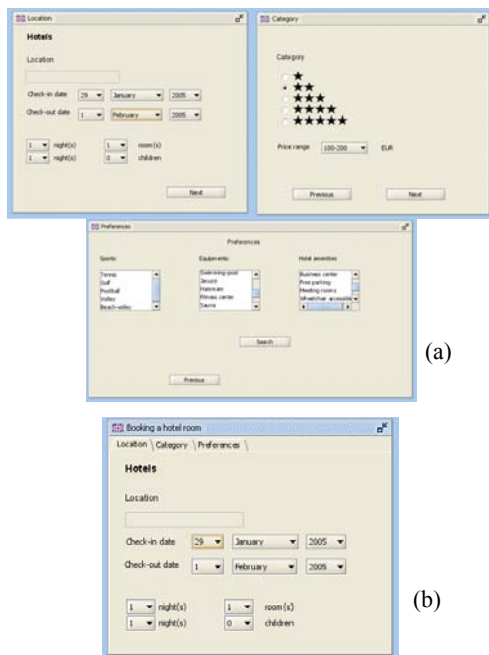 Location
Hotels
Location
Check-in date 29 January 2005
Check-out date 1 February 2005
1 night(s) 1 room(s)
1 night(s) 0 children
Next
Category
Category
Price range 100-200 EUR
Previous Next
Preferences
Preferences
Sports: Equipments: Hotel amenities
Tennis Swimming-pool Business center
Golf Jacuzzi Free parking
Football Hammam Meeting rooms
Volley Fitness center Wheelchair accessible
Beach-volley Sauna
Search
Previous
(a)
Booking a hotel room
Location Category Preferences
Hotels
Location
Check-in date 29 January 2005
Check-out date 1 February 2005
1 night(s) 1 room(s)
1 night(s) 0 children
(b)